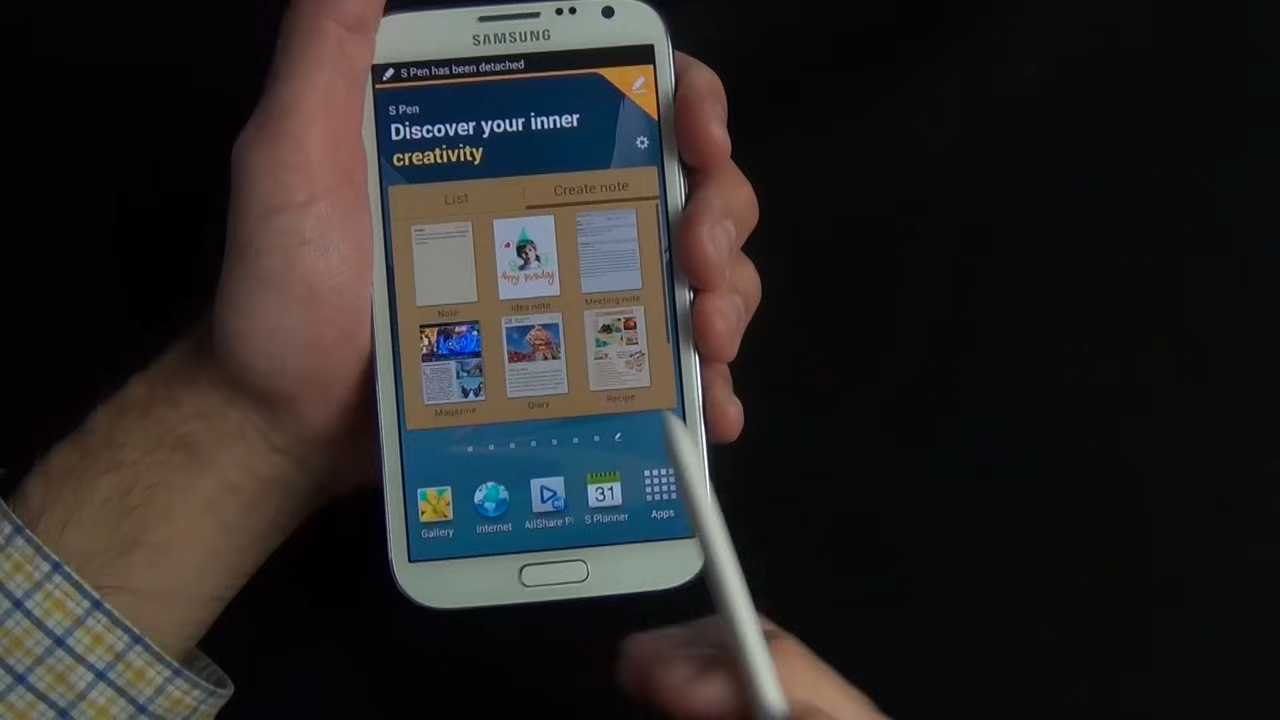 SAMSUNG
S Pen has been detached
S Pen
Discover your inner
creativity
List
Create note
Note
Idea note
Meeting note
Magazine
Diary
Recipe
31
Gallery
Internet
AllShare Pl
S Planner
Apps